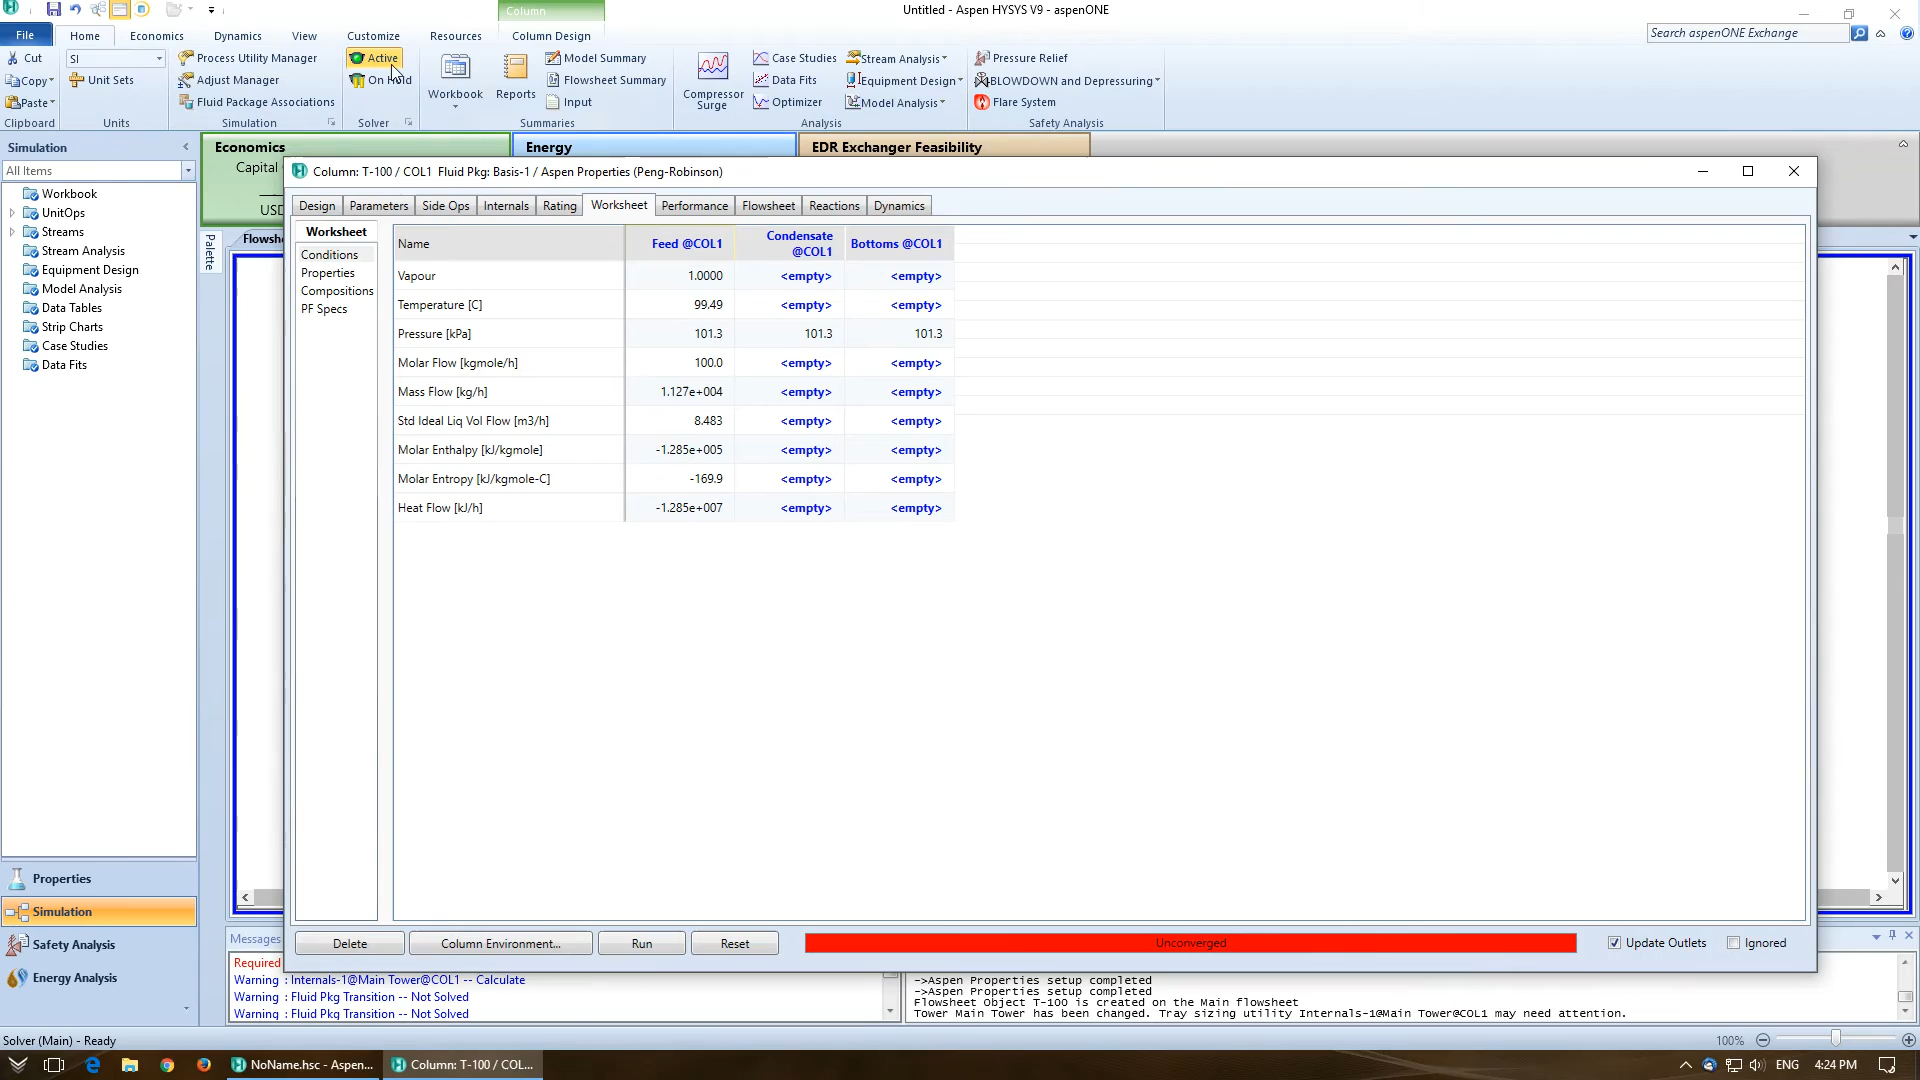 Column
Untitled - Aspen HYSYS V9 - aspenONE
File
Home
Economics
Dynamics
View
Customize
Resources
Column Design
Search aspenONE Exchange
Cut
SI
Process Utility Manager
Active
Model Summary
Case Studies
Stream Analysis
Pressure Relief
Copy
Unit Sets
Adjust Manager
On Hold
Workbook
Reports
Flowsheet Summary
Compressor
Surge
Data Fits
Equipment Design
BLOWDOWN and Depressuring
Paste
Fluid Package Associations
Input
Optimizer
Model Analysis
Flare System
Clipboard
Units
Simulation
Solver
Summaries
Analysis
Safety Analysis
Simulation
All Items
Workbook
UnitOps
Streams
Stream Analysis
Equipment Design
Model Analysis
Data Tables
Strip Charts
Case Studies
Data Fits
Properties
Simulation
Safety Analysis
Energy Analysis
Economics
Energy
EDR Exchanger Feasibility
Capital
USD
Palette
Flowshe
Column: T-100 / COL1 Fluid Pkg: Basis-1 / Aspen Properties (Peng-Robinson)
Design
Parameters
Side Ops
Internals
Rating
Worksheet
Performance
Flowsheet
Reactions
Dynamics
Worksheet
Conditions
Properties
Compositions
PF Specs
Name Feed @COL1 Condensate @COL1 Bottoms @COL1
Vapour 1.0000 <empty> <empty>
Temperature [C] 99.49 <empty> <empty>
Pressure [kPa] 101.3 101.3 101.3
Molar Flow [kgmole/h] 100.0 <empty> <empty>
Mass Flow [kg/h] 1.127e+004 <empty> <empty>
Std Ideal Liq Vol Flow [m3/h] 8.483 <empty> <empty>
Molar Enthalpy [kJ/kgmole] -1.285e+005 <empty> <empty>
Molar Entropy [kJ/kgmole-C] -169.9 <empty> <empty>
Heat Flow [kJ/h] -1.285e+007 <empty> <empty>
Delete
Column Environment...
Run
Reset
Unconverged
Update Outlets
Ignored
Messages
Required
Warning : Internals-1@Main Tower@COL1 -- Calculate
Warning : Fluid Pkg Transition -- Not Solved
Warning : Fluid Pkg Transition -- Not Solved
->Aspen Properties setup completed
->Aspen Properties setup completed
Flowsheet Object T-100 is created on the Main flowsheet
Tower Main Tower has been changed. Tray sizing utility Internals-1@Main Tower@COL1 may need attention.
Solver (Main) - Ready
100%
NoName.hsc - Aspen...
Column: T-100 / COL...
ENG
4:24 PM